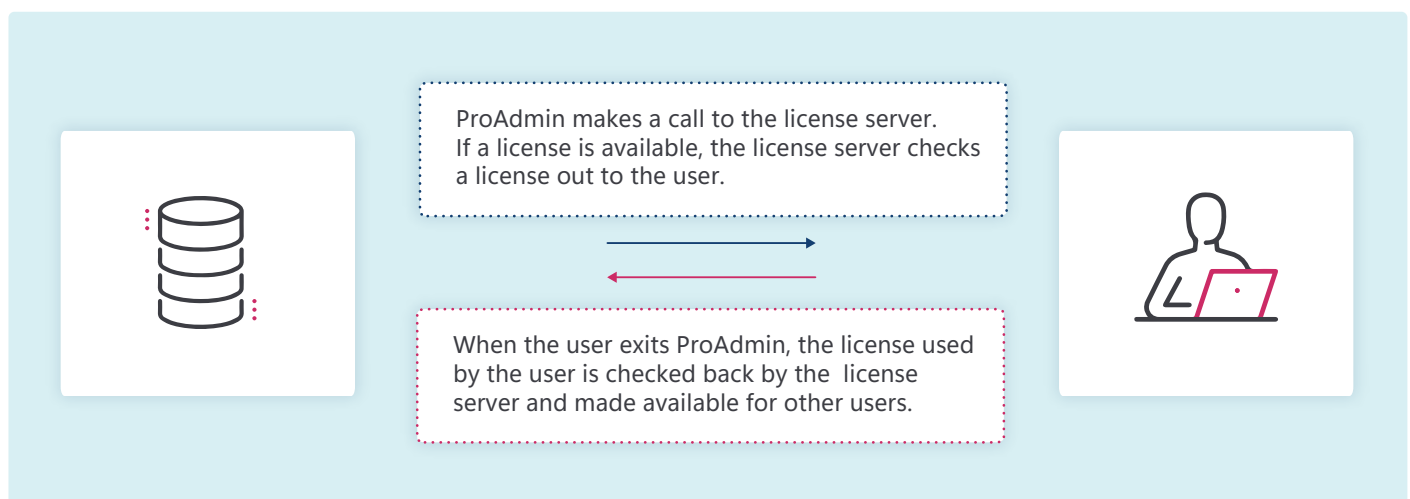 ProAdmin makes a call to the license server.
If a license is available, the license server checks
a license out to the user.
When the user exits ProAdmin, the license used
by the user is checked back by the  license
server and made available for other users.